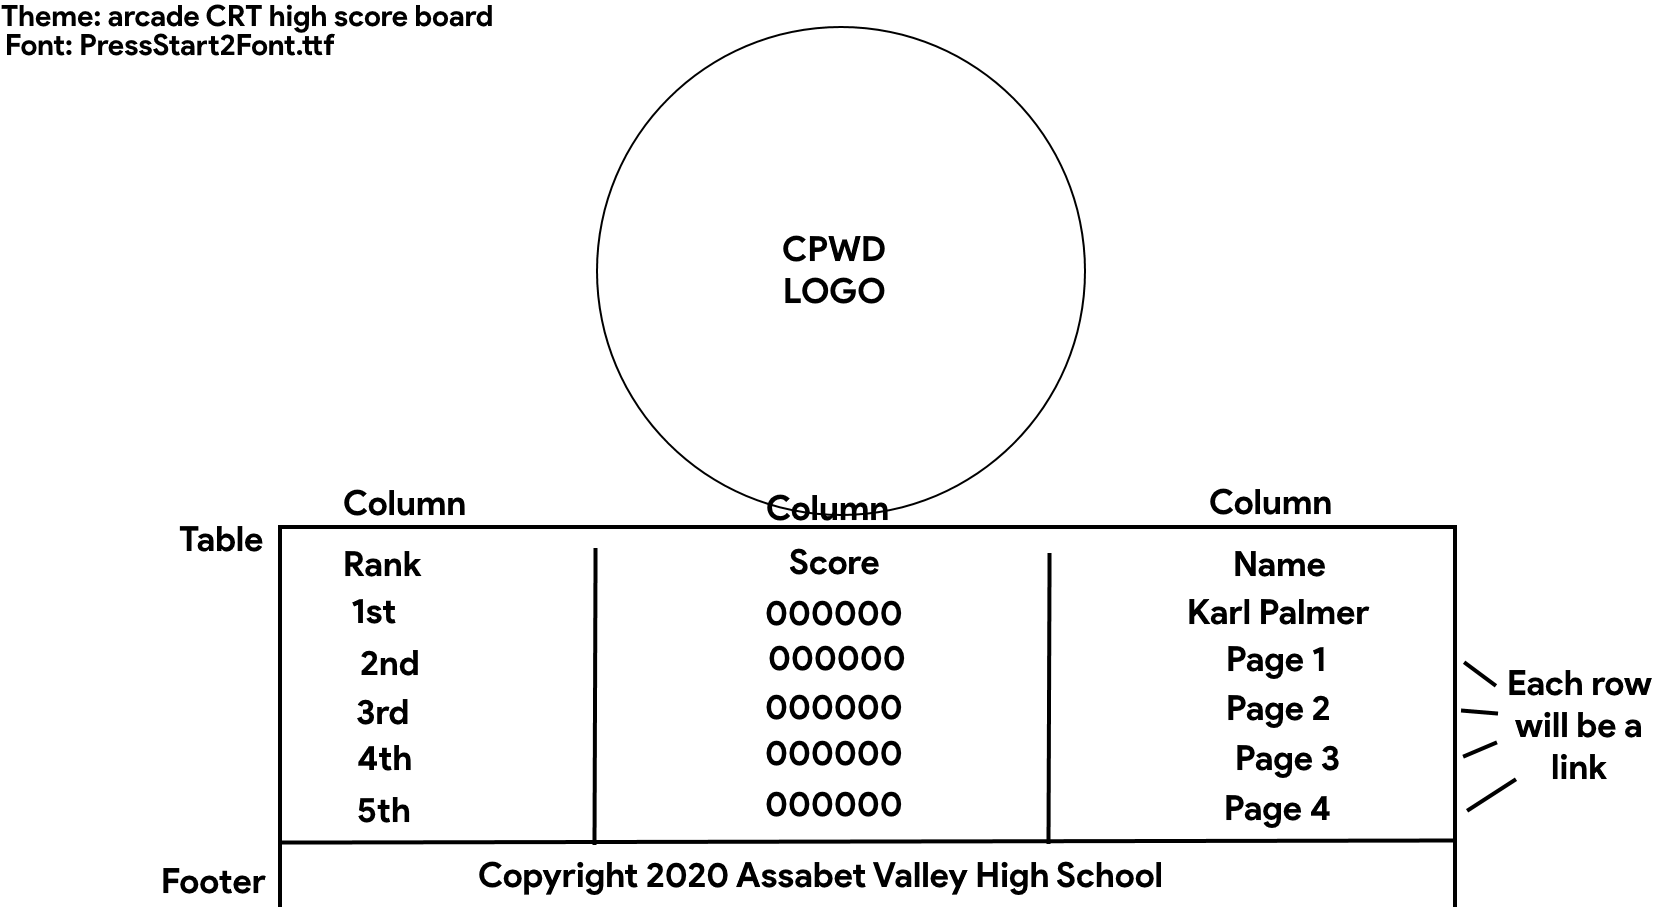 Theme: arcade CRT high score board
Font: PressStart2Font.ttf
CPWD
LOGO
Column Column Column
Table
Rank Score Name
1st 000000 Karl Palmer
2nd 000000 Page 1
3rd 000000 Page 2
4th 000000 Page 3
5th 000000 Page 4
Each row
will be a
link
Footer Copyright 2020 Assabet Valley High School